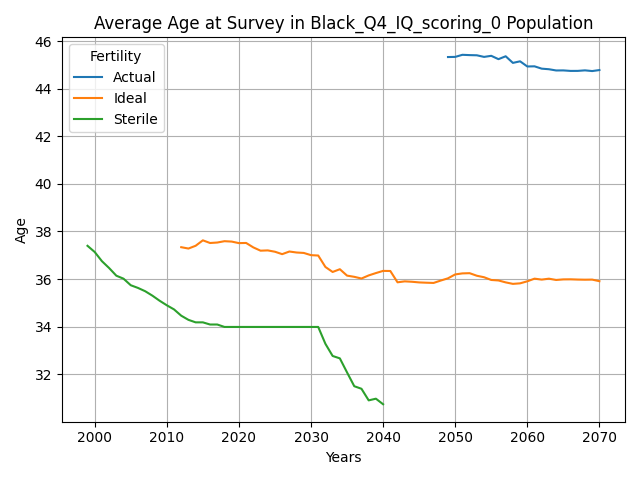 Average Age at Survey in Black_Q4_IQ_scoring_0 Population
Fertility
Actual
Ideal
Sterile
Age
46
44
42
40
38
36
34
32
2000
2010
2020
2030
2040
2050
2060
2070
Years